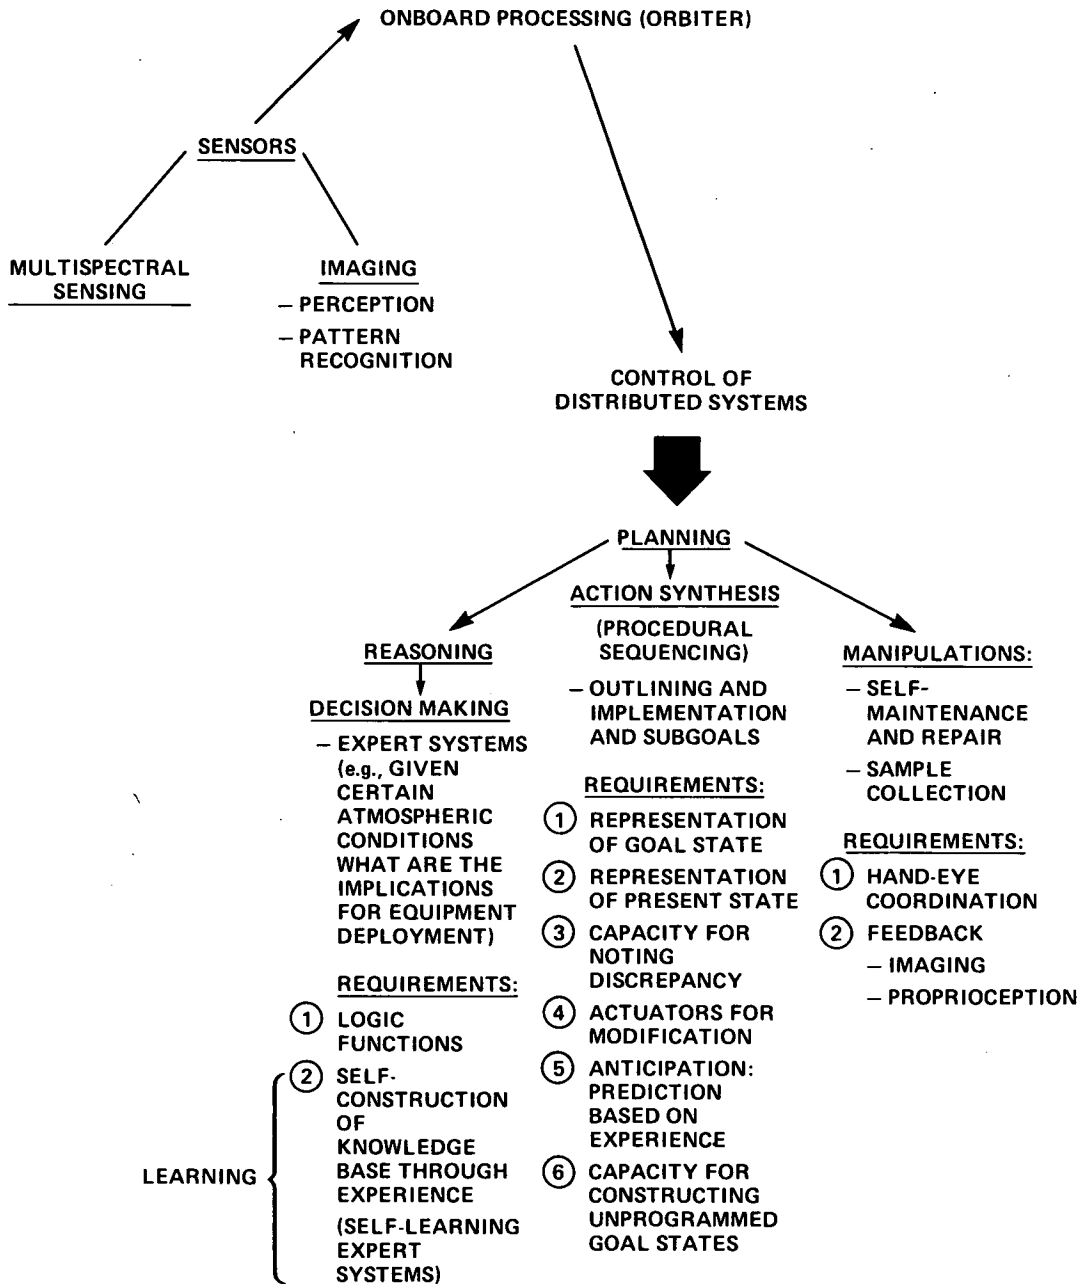 ONBOARD PROCESSING (ORBITER)
SENSORS
MULTISPECTRAL
SENSING
IMAGING
– PERCEPTION
– PATTERN
RECOGNITION
CONTROL OF
DISTRIBUTED SYSTEMS
PLANNING
REASONING
DECISION MAKING
– EXPERT SYSTEMS
(e.g., GIVEN
CERTAIN
ATMOSPHERIC
CONDITIONS
WHAT ARE THE
IMPLICATIONS
FOR EQUIPMENT
DEPLOYMENT)
REQUIREMENTS:
1 LOGIC
FUNCTIONS
LEARNING
2 SELF-
CONSTRUCTION
OF
KNOWLEDGE
BASE THROUGH
EXPERIENCE
(SELF-LEARNING
EXPERT
SYSTEMS)
ACTION SYNTHESIS
(PROCEDURAL
SEQUENCING)
– OUTLINING AND
IMPLEMENTATION
AND SUBGOALS
REQUIREMENTS:
1 REPRESENTATION
OF GOAL STATE
2 REPRESENTATION
OF PRESENT STATE
3 CAPACITY FOR
NOTING
DISCREPANCY
4 ACTUATORS FOR
MODIFICATION
5 ANTICIPATION:
PREDICTION
BASED ON
EXPERIENCE
6 CAPACITY FOR
CONSTRUCTING
UNPROGRAMMED
GOAL STATES
MANIPULATIONS:
– SELF-
MAINTENANCE
AND REPAIR
– SAMPLE
COLLECTION
REQUIREMENTS:
1 HAND-EYE
COORDINATION
2 FEEDBACK
– IMAGING
– PROPRIOCEPTION